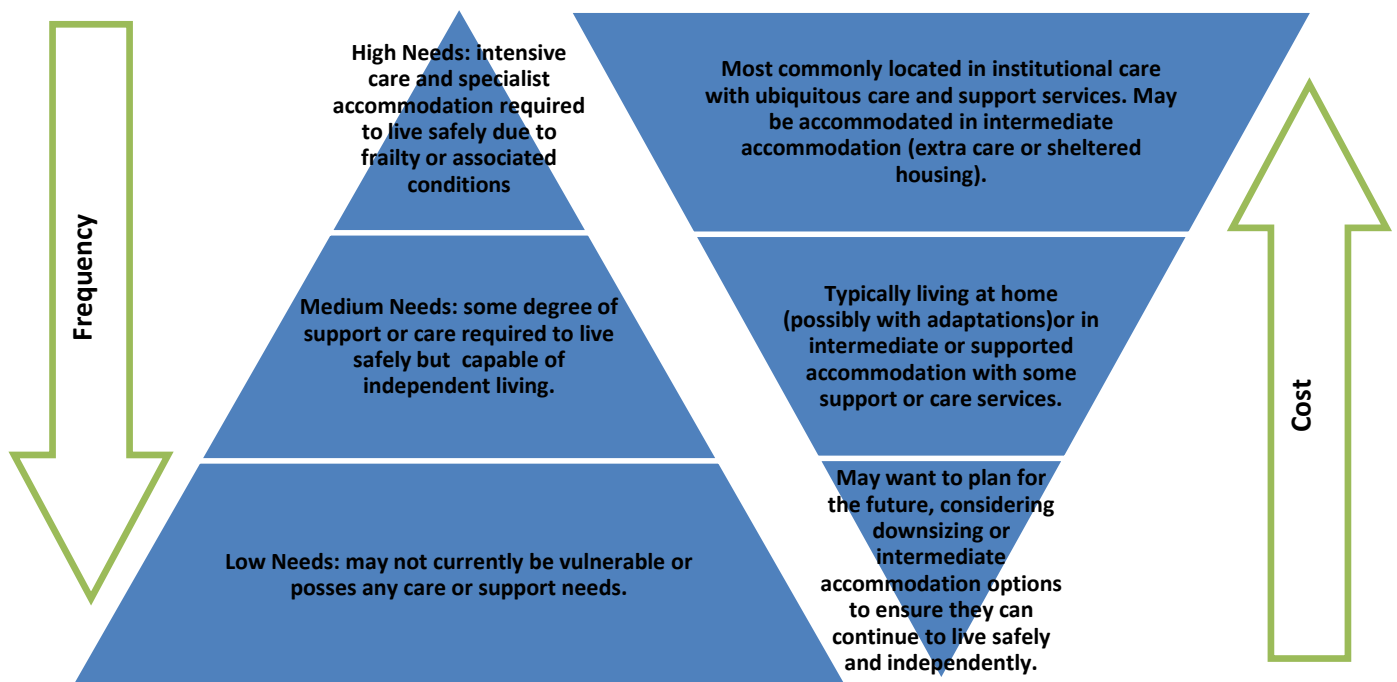 Frequency
High Needs: intensive
care and specialist
accommodation required
to live safely due to
frailty or associated
conditions
Medium Needs: some degree of
support or care required to live
safely but  capable of
independent living.
Low Needs: may not currently be vulnerable or
posses any care or support needs.
Most commonly located in institutional care
with ubiquitous care and support services. May
be accommodated in intermediate
accommodation (extra care or sheltered
housing).
Typically living at home
(possibly with adaptations)or in
intermediate or supported
accommodation with some
support or care services.
May want to plan for
the future, considering
downsizing or
intermediate
accommodation options
to ensure they can
continue to live safely
and independently.
Cost